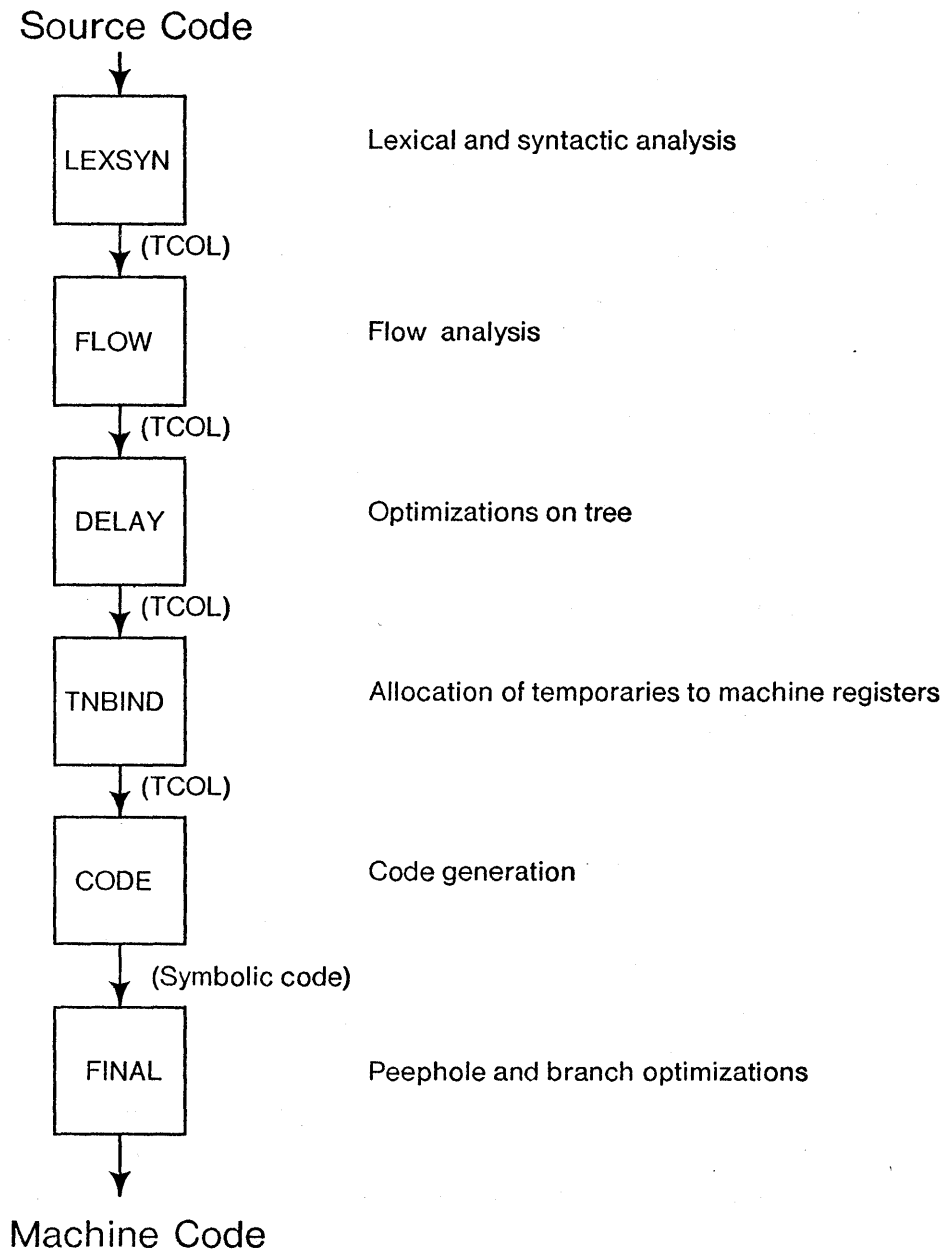 Source Code
LEXSYN
Lexical and syntactic analysis
(TCOL)
FLOW
Flow analysis
(TCOL)
DELAY
Optimizations on tree
(TCOL)
TNBIND
Allocation of temporaries to machine registers
(TCOL)
CODE
Code generation
(Symbolic code)
FINAL
Peephole and branch optimizations
Machine Code